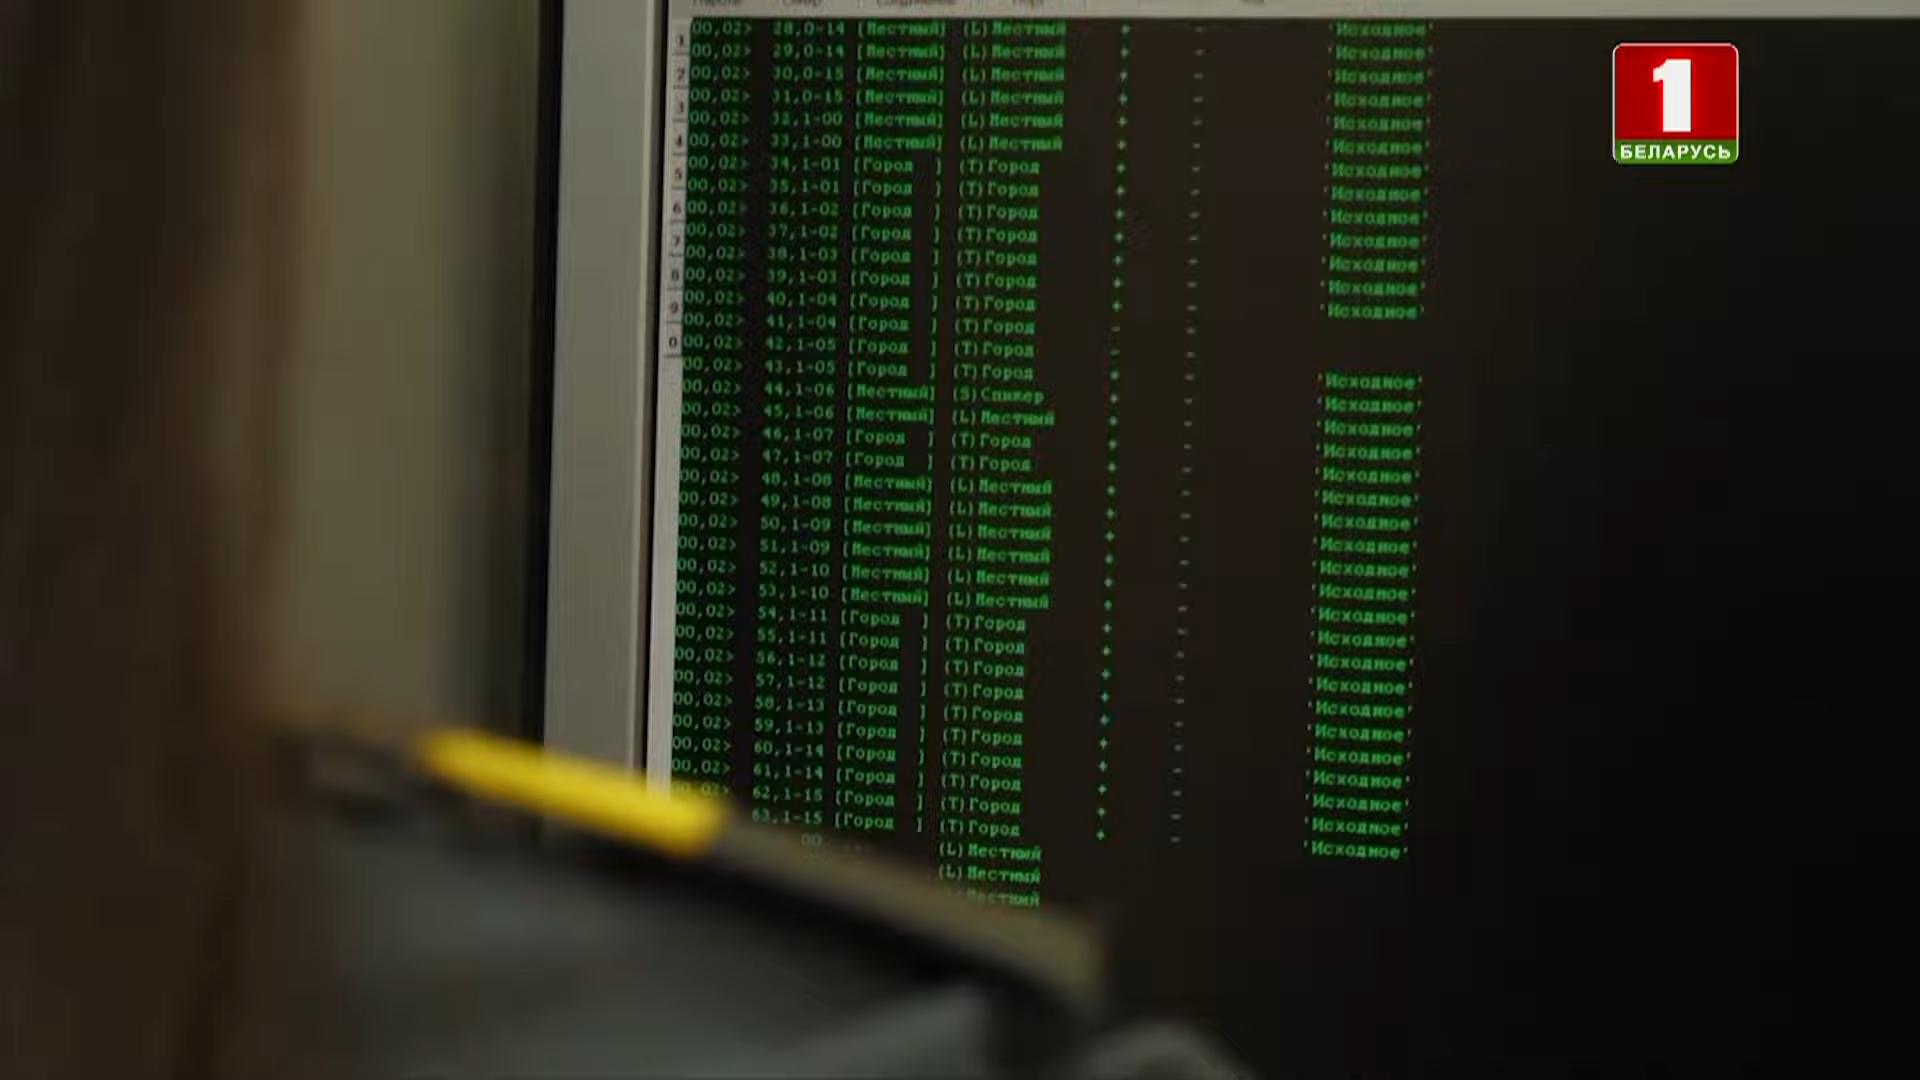 00,02> 28,0-14 [Местный] (L)Местный + - 'Исходное'
00,02> 29,0-14 [Местный] (L)Местный + - 'Исходное'
00,02> 30,0-15 [Местный] (L)Местный + - 'Исходное'
00,02> 31,0-15 [Местный] (L)Местный + - 'Исходное'
00,02> 32,1-00 [Местный] (L)Местный + - 'Исходное'
00,02> 33,1-00 [Местный] (L)Местный + - 'Исходное'
00,02> 34,1-01 [Город ] (T)Город + - 'Исходное'
00,02> 35,1-01 [Город ] (T)Город + - 'Исходное'
00,02> 36,1-02 [Город ] (T)Город + - 'Исходное'
00,02> 37,1-02 [Город ] (T)Город + - 'Исходное'
00,02> 38,1-03 [Город ] (T)Город + - 'Исходное'
00,02> 39,1-03 [Город ] (T)Город + - 'Исходное'
00,02> 40,1-04 [Город ] (T)Город + - 'Исходное'
00,02> 41,1-04 [Город ] (T)Город - -
00,02> 42,1-05 [Город ] (T)Город - -
00,02> 43,1-05 [Город ] (T)Город + - 'Исходное'
00,02> 44,1-06 [Местный] (S)Спикер + - 'Исходное'
00,02> 45,1-06 [Местный] (L)Местный + - 'Исходное'
00,02> 46,1-07 [Город ] (T)Город + - 'Исходное'
00,02> 47,1-07 [Город ] (T)Город + - 'Исходное'
00,02> 48,1-08 [Местный] (L)Местный + - 'Исходное'
00,02> 49,1-08 [Местный] (L)Местный + - 'Исходное'
00,02> 50,1-09 [Местный] (L)Местный + - 'Исходное'
00,02> 51,1-09 [Местный] (L)Местный + - 'Исходное'
00,02> 52,1-10 [Местный] (L)Местный + - 'Исходное'
00,02> 53,1-10 [Местный] (L)Местный + - 'Исходное'
00,02> 54,1-11 [Город ] (T)Город + - 'Исходное'
00,02> 55,1-11 [Город ] (T)Город + - 'Исходное'
00,02> 56,1-12 [Город ] (T)Город + - 'Исходное'
00,02> 57,1-12 [Город ] (T)Город + - 'Исходное'
00,02> 58,1-13 [Город ] (T)Город + - 'Исходное'
00,02> 59,1-13 [Город ] (T)Город + - 'Исходное'
00,02> 60,1-14 [Город ] (T)Город + - 'Исходное'
00,02> 61,1-14 [Город ] (T)Город + - 'Исходное'
62,1-15 [Город ] (T)Город + - 'Исходное'
63,1-15 [Город ] (T)Город + - 'Исходное'
(L)Местный
(L)Местный
Местный
1
2
3
4
5
6
7
8
9
0
1
БЕЛАРУСЬ